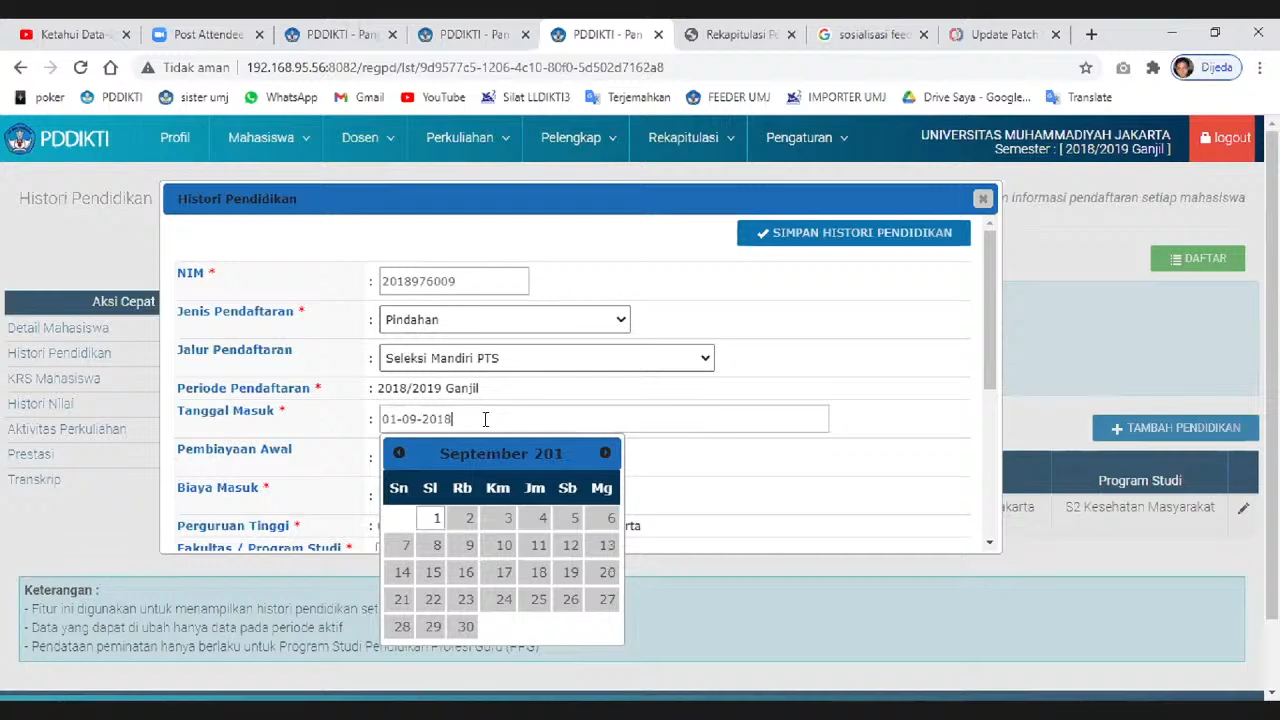 Ketahui Data-
Post Attendee
PDDIKTI - Pan
PDDIKTI - Pan
PDDIKTI - Pan
Rekapitulasi Pe
sosialisasi feed
Update Patch
Tidak aman
192.168.95.56:8082/regpd/lst/9d9577c5-1206-4c10-80f0-5d502d7162a8
Dijeda
poker
PDDIKTI
sister umj
WhatsApp
Gmail
YouTube
Silat LLDIKTI3
Terjemahkan
FEEDER UMJ
IMPORTER UMJ
Drive Saya - Google...
Translate
PDDIKTI
Profil
Mahasiswa
Dosen
Perkuliahan
Pelengkap
Rekapitulasi
Pengaturan
UNIVERSITAS MUHAMMADIYAH JAKARTA
Semester : [ 2018/2019 Ganjil ]
logout
Histori Pendidikan
n informasi pendaftaran setiap mahasiswa
Histori Pendidikan
SIMPAN HISTORI PENDIDIKAN
DAFTAR
NIM * : 2018976009
Jenis Pendaftaran * : Pindahan
Jalur Pendaftaran : Seleksi Mandiri PTS
Periode Pendaftaran * : 2018/2019 Ganjil
Tanggal Masuk * : 01-09-2018
Pembiayaan Awal :
Biaya Masuk * :
Perguruan Tinggi * :
karta
Fakultas / Program Studi *
Aksi Cepat
Detail Mahasiswa
Histori Pendidikan
KRS Mahasiswa
Histori Nilai
Aktivitas Perkuliahan
Prestasi
Transkrip
September 201
Sn Sl Rb Km Jm Sb Mg
1 2 3 4 5 6
7 8 9 10 11 12 13
14 15 16 17 18 19 20
21 22 23 24 25 26 27
28 29 30
TAMBAH PENDIDIKAN
Program Studi
karta
S2 Kesehatan Masyarakat
Keterangan :
- Fitur ini digunakan untuk menampilkan histori pendidikan set
- Data yang dapat di ubah hanya data pada periode aktif
- Pendataan peminatan hanya berlaku untuk Program Studi Pendidikan Profesi Guru (PPG)